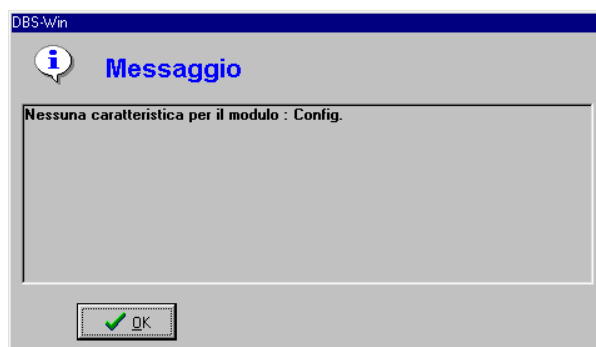 DBS-Win
Messaggio
Nessuna caratteristica per il modulo : Config.
OK